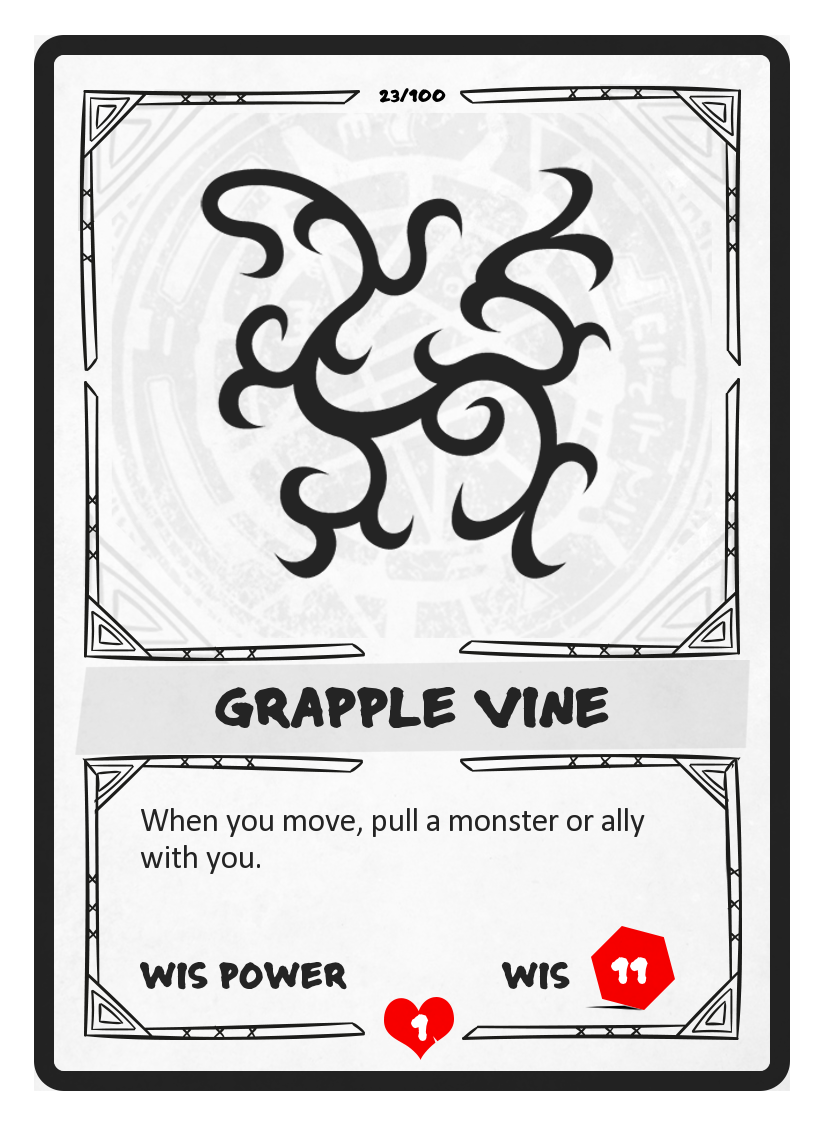 23/100
GRAPPLE VINE
When you move, pull a monster or ally
with you.
WIS POWER
WIS 11
1